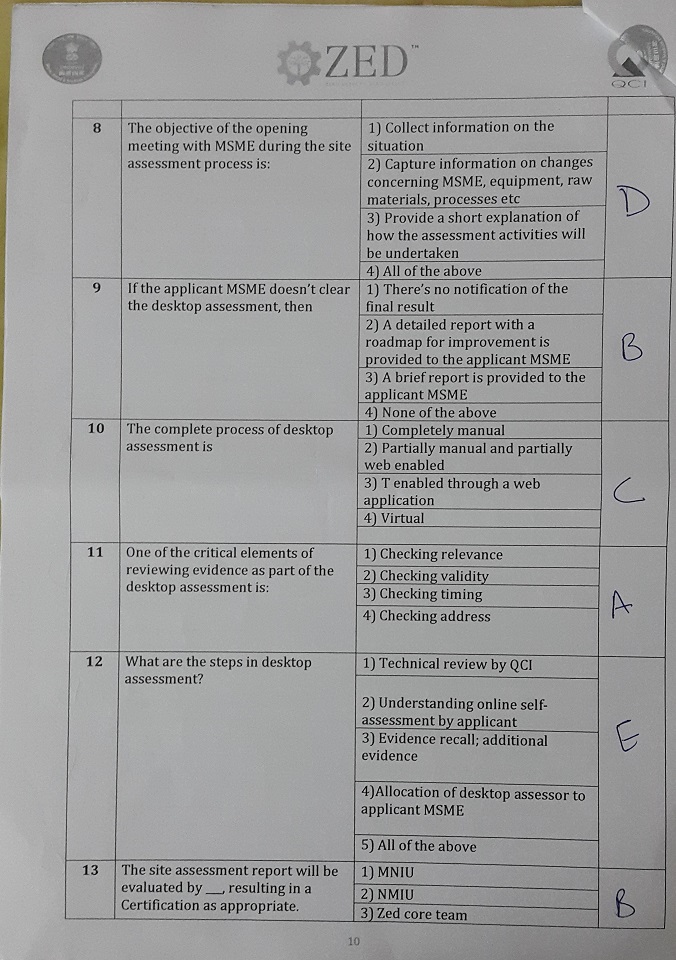 ZED™
QCI
8 The objective of the opening
meeting with MSME during the site
assessment process is:
1) Collect information on the
situation
2) Capture information on changes
concerning MSME, equipment, raw
materials, processes etc
3) Provide a short explanation of
how the assessment activities will
be undertaken
4) All of the above
D
9 If the applicant MSME doesn't clear
the desktop assessment, then
1) There's no notification of the
final result
2) A detailed report with a
roadmap for improvement is
provided to the applicant MSME
3) A brief report is provided to the
applicant MSME
4) None of the above
B
10 The complete process of desktop
assessment is
1) Completely manual
2) Partially manual and partially
web enabled
3) T enabled through a web
application
4) Virtual
C
11 One of the critical elements of
reviewing evidence as part of the
desktop assessment is:
1) Checking relevance
2) Checking validity
3) Checking timing
4) Checking address
A
12 What are the steps in desktop
assessment?
1) Technical review by QCI
2) Understanding online self-
assessment by applicant
3) Evidence recall; additional
evidence
4)Allocation of desktop assessor to
applicant MSME
5) All of the above
E
13 The site assessment report will be
evaluated by ___, resulting in a
Certification as appropriate.
1) MNIU
2) NMIU
3) Zed core team
B
10